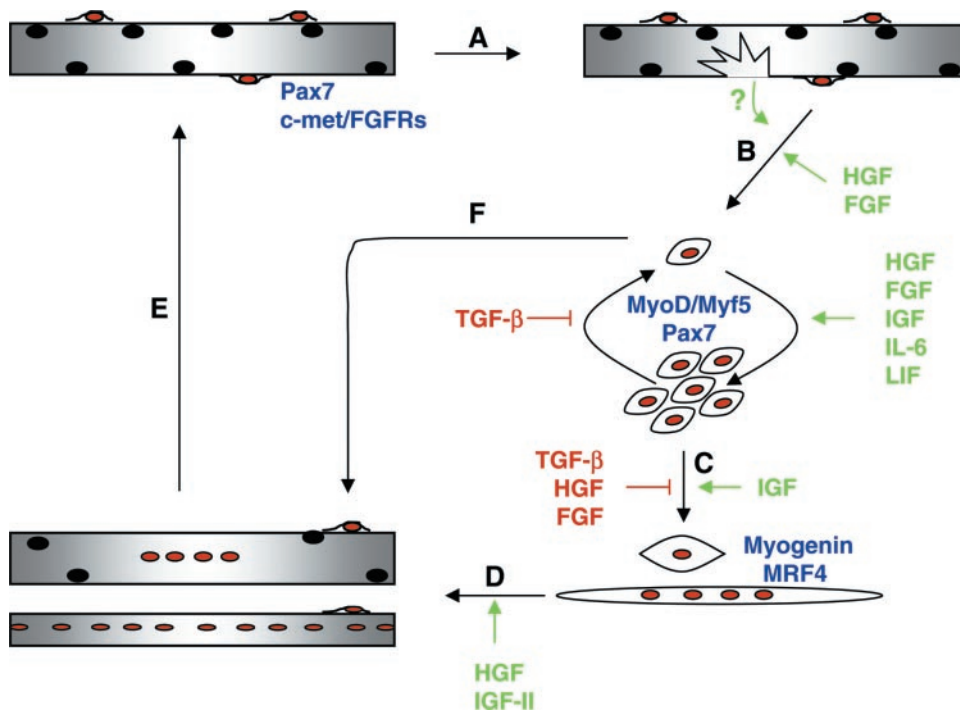 A
Pax7
c-met/FGFRs
?
B
HGF
FGF
F
E
TGF-β
MyoD/Myf5
Pax7
HGF
FGF
IGF
IL-6
LIF
C
TGF-β
HGF
FGF
IGF
Myogenin
MRF4
D
HGF
IGF-II